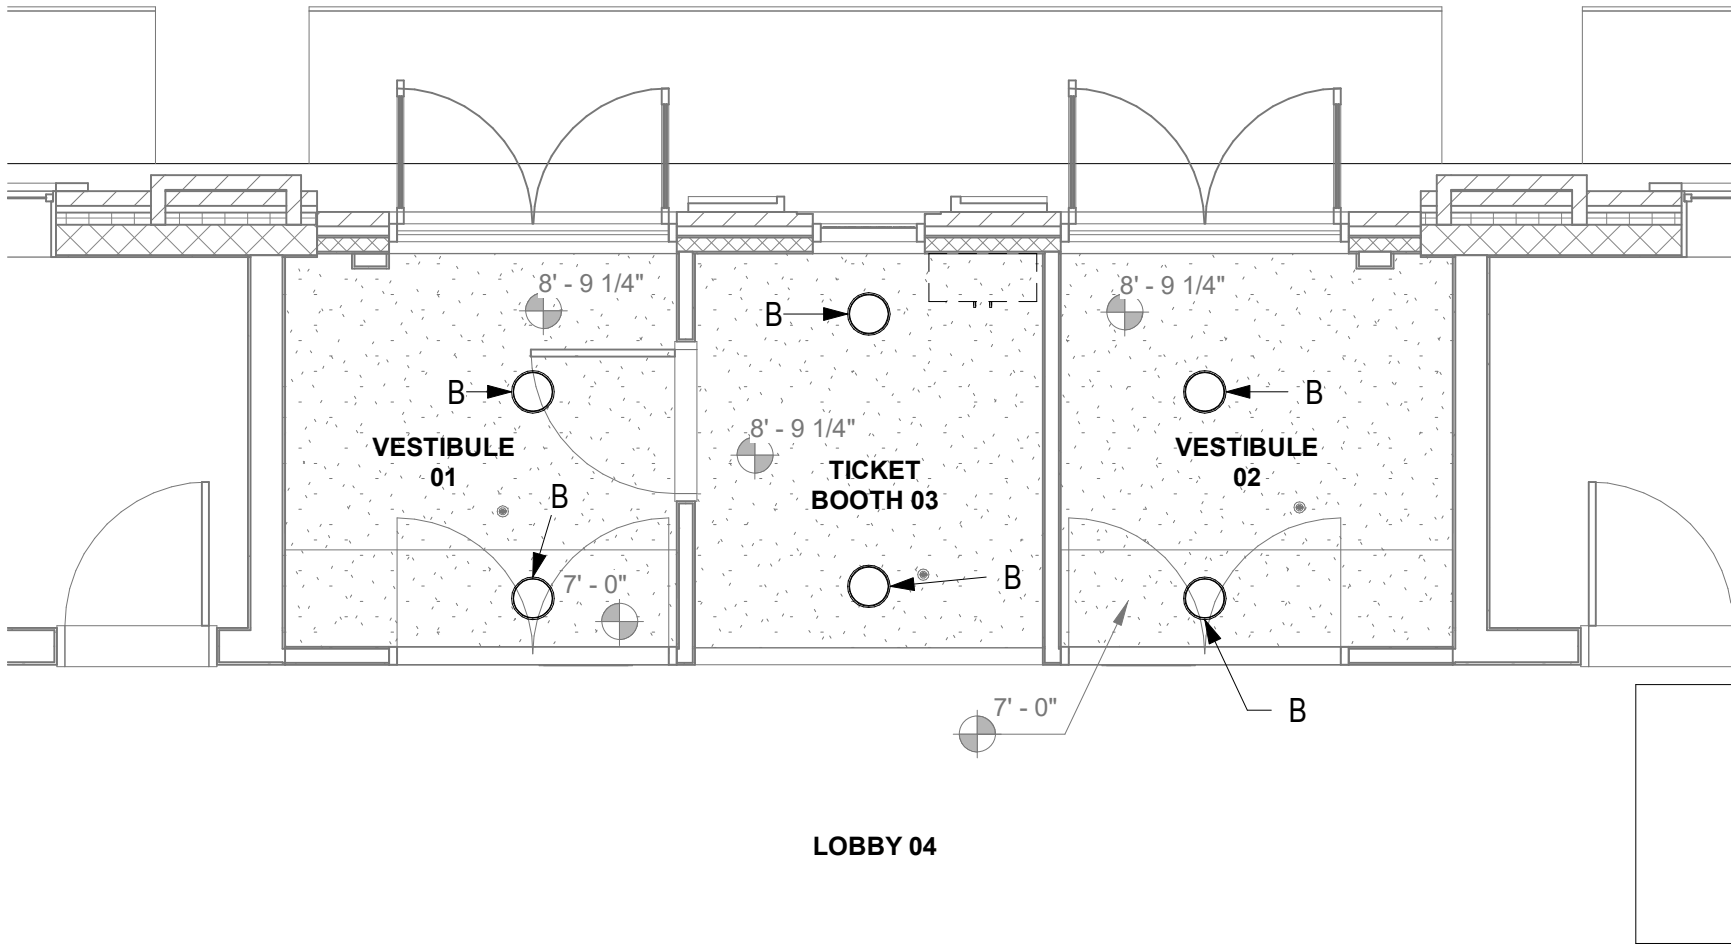 8' - 9 1/4"
8' - 9 1/4"
B
B
B
8' - 9 1/4"
VESTIBULE
01
TICKET
BOOTH 03
VESTIBULE
02
B
7' - 0"
B
7' - 0"
B
LOBBY 04